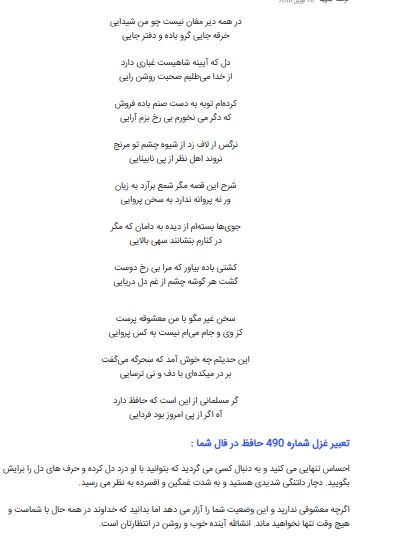 در همه دیر مغان نیست چو من شیدایی
خرقه جایی گرو باده و دفتر جایی
دل که آیینه شاهیست غباری دارد
از خدا می‌طلبم صحبت روشن رایی
کرده‌ام توبه به دست صنم باده فروش
که دگر می نخورم بی رخ بزم آرایی
نرگس ار لاف زد از شیوه چشم تو مرنج
نروند اهل نظر از پی نابینایی
شرح این قصه مگر شمع برآرد به زبان
ور نه پروانه ندارد به سخن پروایی
جوی‌ها بسته‌ام از دیده به دامان که مگر
در کنارم بنشانند سهی بالایی
کشتی باده بیاور که مرا بی رخ دوست
گشت هر گوشه چشم از غم دل دریایی
سخن غیر مگو با من معشوقه پرست
کز وی و جام می‌ام نیست به کس پروایی
این حدیثم چه خوش آمد که سحرگه می‌گفت
بر در میکده‌ای با دف و نی ترسایی
گر مسلمانی از این است که حافظ دارد
آه اگر از پی امروز بود فردایی
تعبیر غزل شماره 490 حافظ در فال شما :
احساس تنهایی می کنید و به دنبال کسی می گردید که بتوانید با او درد دل کرده و حرف های دل را برایش
بگویید. دچار دلتنگی شدیدی هستید و به شدت غمگین و افسرده به نظر می رسید.
اگرچه معشوقی ندارید و این وضعیت شما را آزار می دهد اما بدانید که خداوند در همه حال با شماست و
هیچ وقت تنها نخواهید ماند. انشاالله آینده خوب و روشن در انتظارتان است.